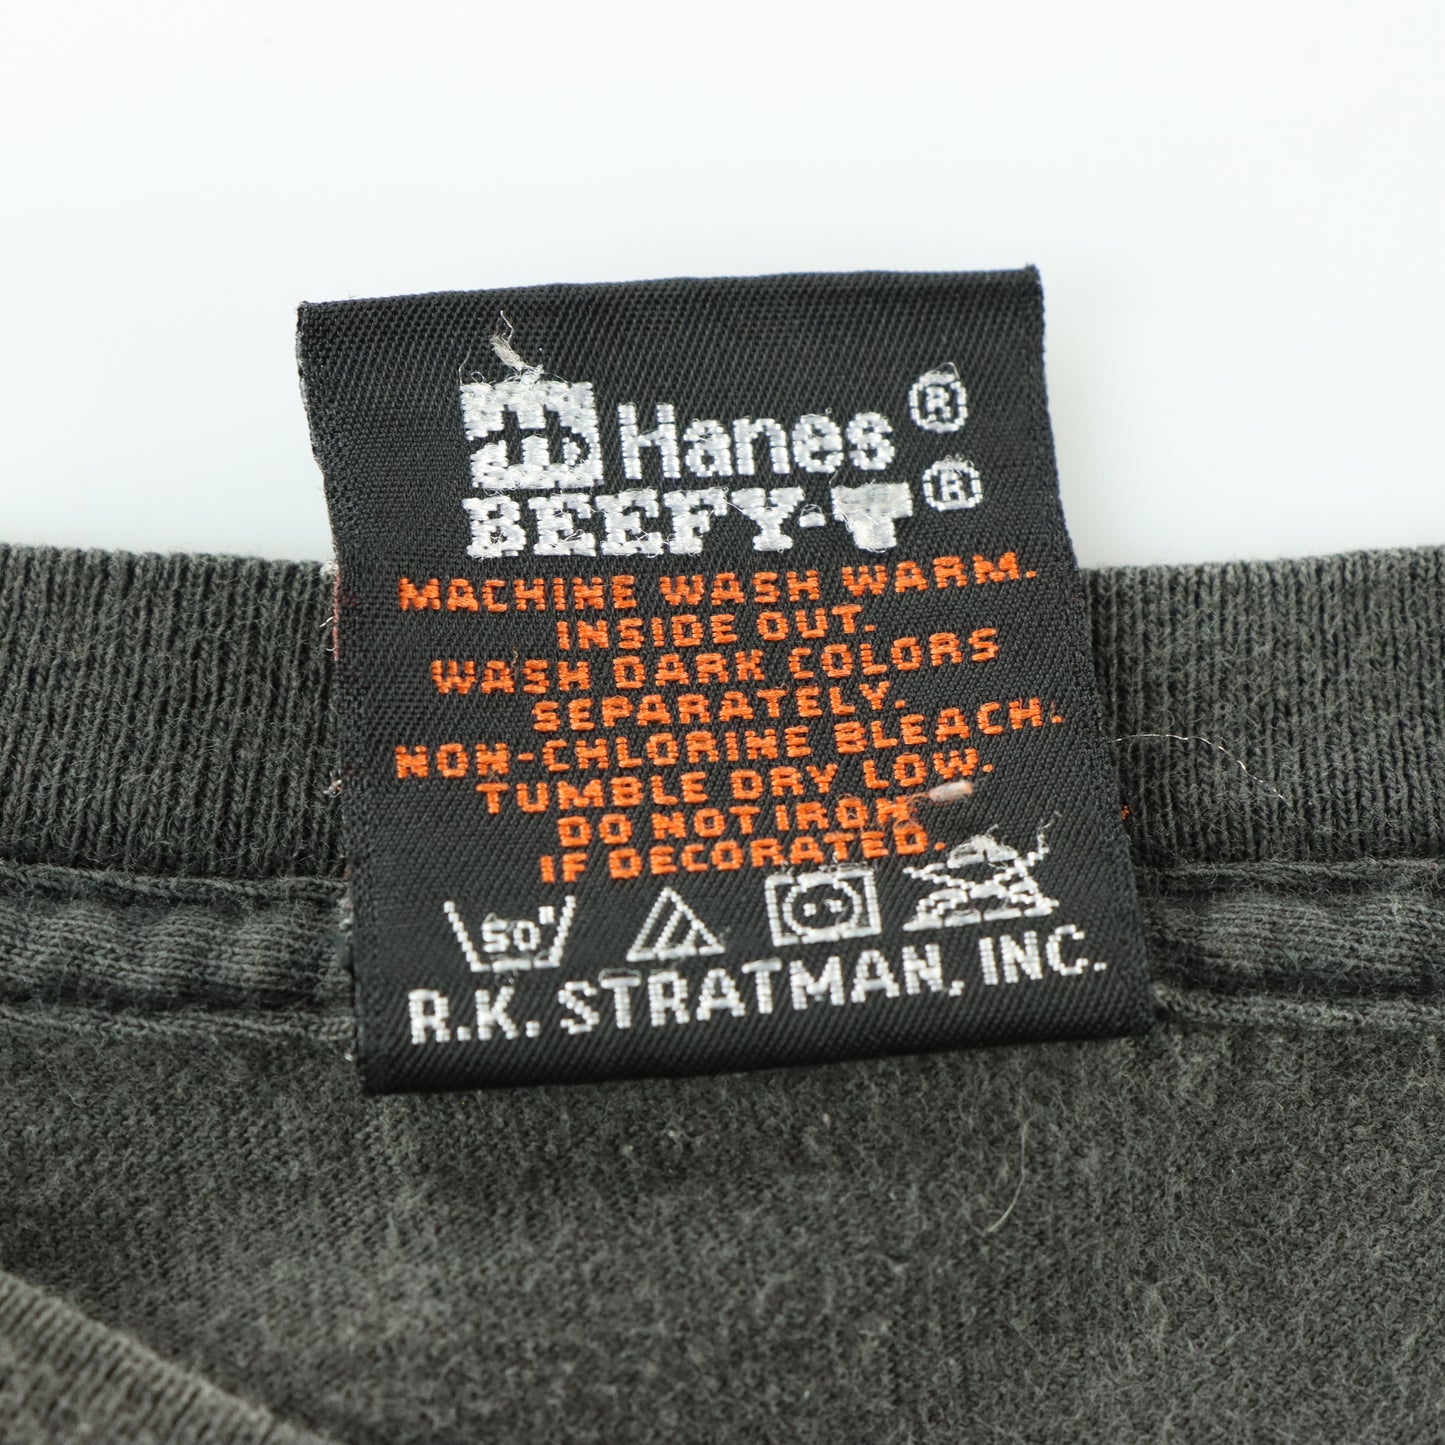 Hanes ®
BEEFY-T ®
MACHINE WASH WARM.
INSIDE OUT.
WASH DARK COLORS
SEPARATELY.
NON-CHLORINE BLEACH.
TUMBLE DRY LOW.
DO NOT IRON
IF DECORATED.
50°
R.K. STRATMAN, INC.